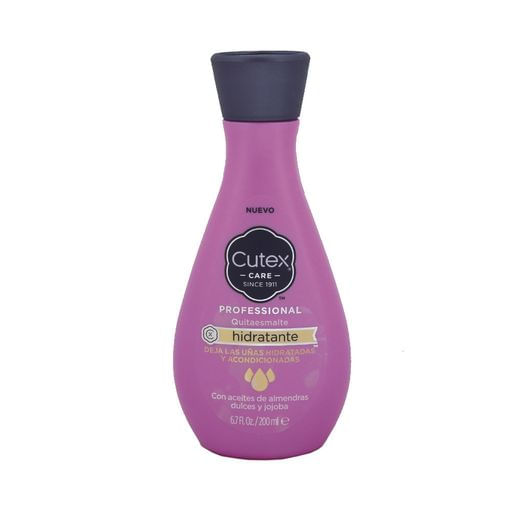 NUEVO
Cutex
CARE
SINCE 1911
PROFESSIONAL
Quitaesmalte
hidratante
DEJA LAS UÑAS HIDRATADAS
Y ACONDICIONADAS
Con aceites de almendras
dulces y jojoba
6.7 Fl. Oz./200 ml e